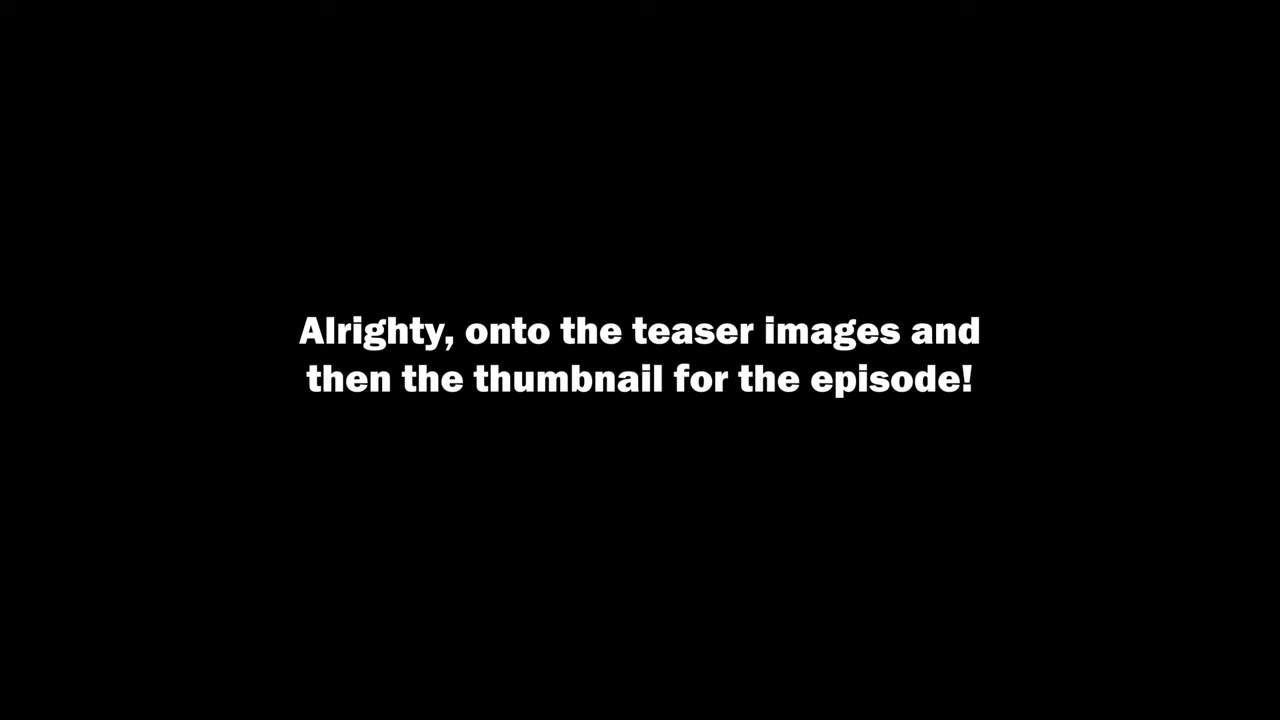 Alrighty, onto the teaser images and
then the thumbnail for the episode!